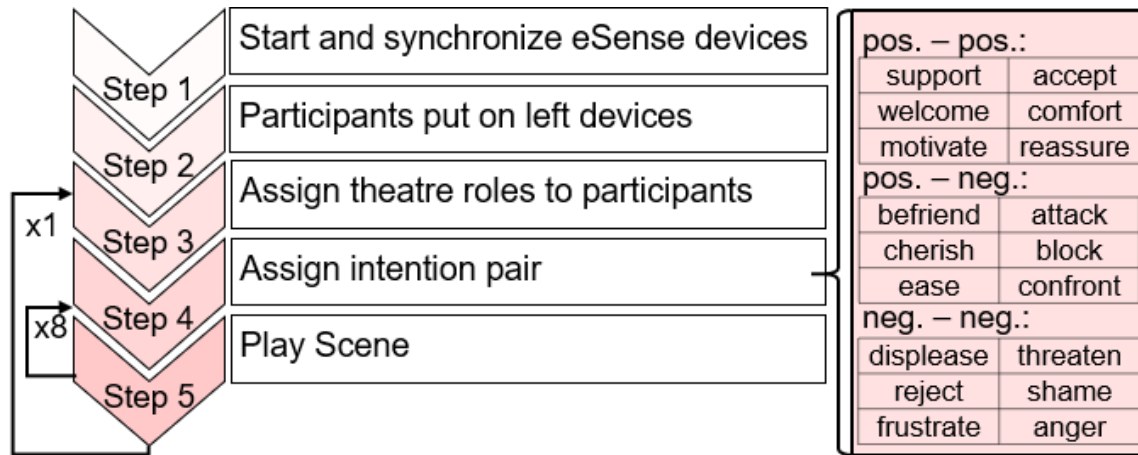 Start and synchronize eSense devices
Step 1
Participants put on left devices
Step 2
Assign theatre roles to participants
Step 3
Assign intention pair
Step 4
Play Scene
Step 5
x1
x8
pos. – pos.:
support accept
welcome comfort
motivate reassure
pos. – neg.:
befriend attack
cherish block
ease confront
neg. – neg.:
displease threaten
reject shame
frustrate anger